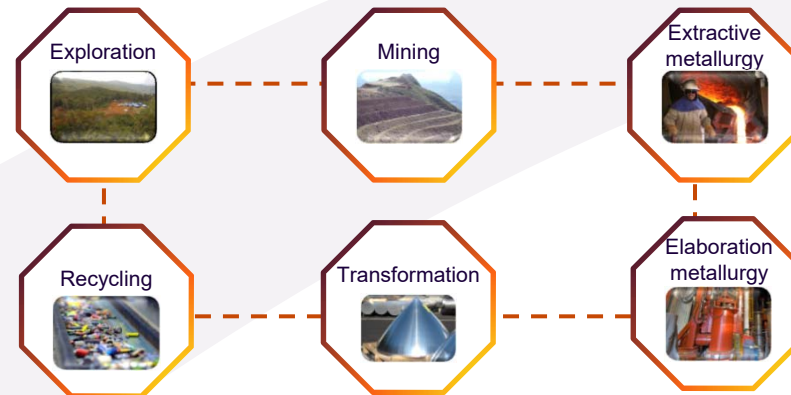 Exploration
Mining
Extractive
metallurgy
Recycling
Transformation
Elaboration
metallurgy